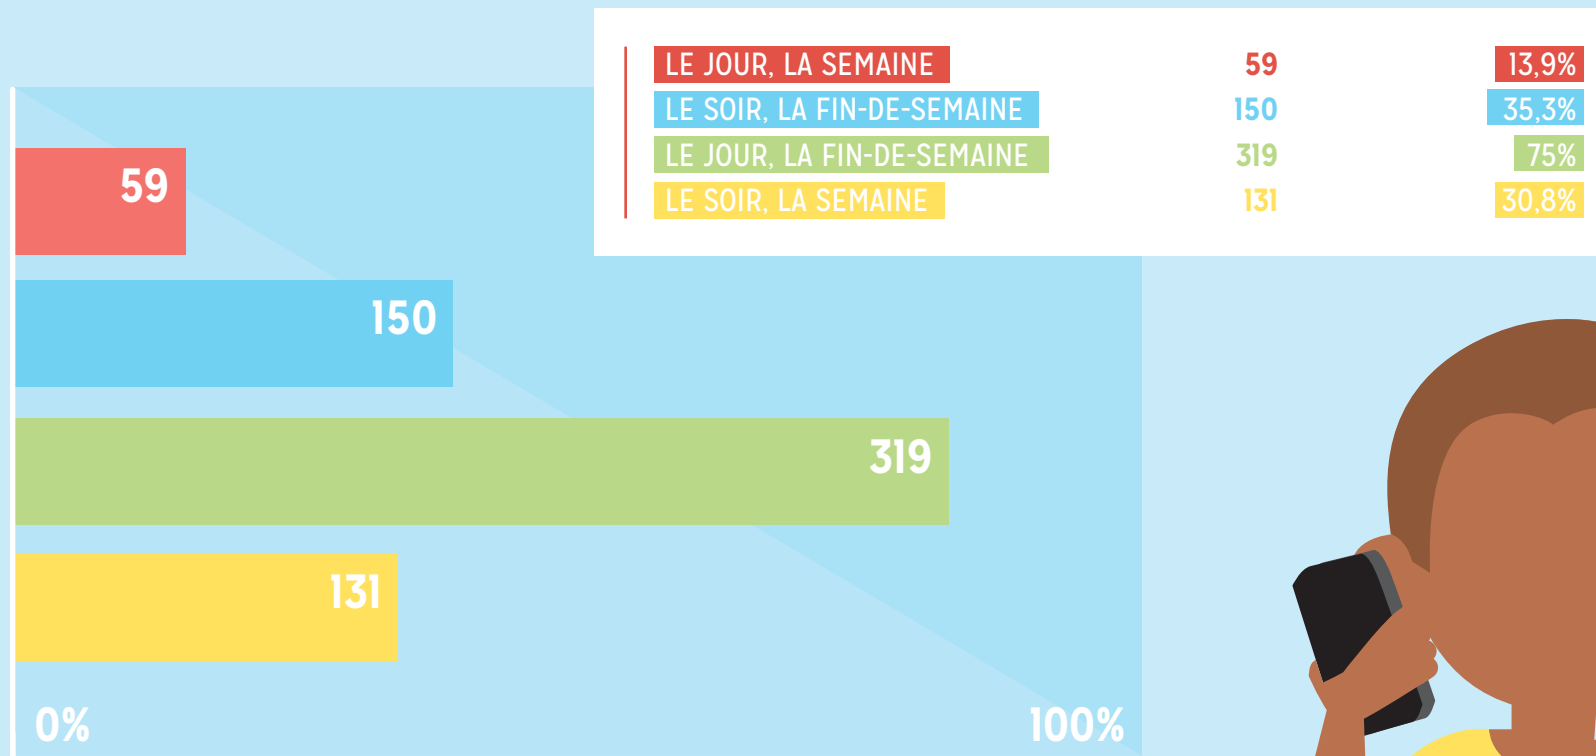 LE JOUR, LA SEMAINE 59 13,9%
LE SOIR, LA FIN-DE-SEMAINE 150 35,3%
LE JOUR, LA FIN-DE-SEMAINE 319 75%
LE SOIR, LA SEMAINE 131 30,8%
59
150
319
131
0% 100%